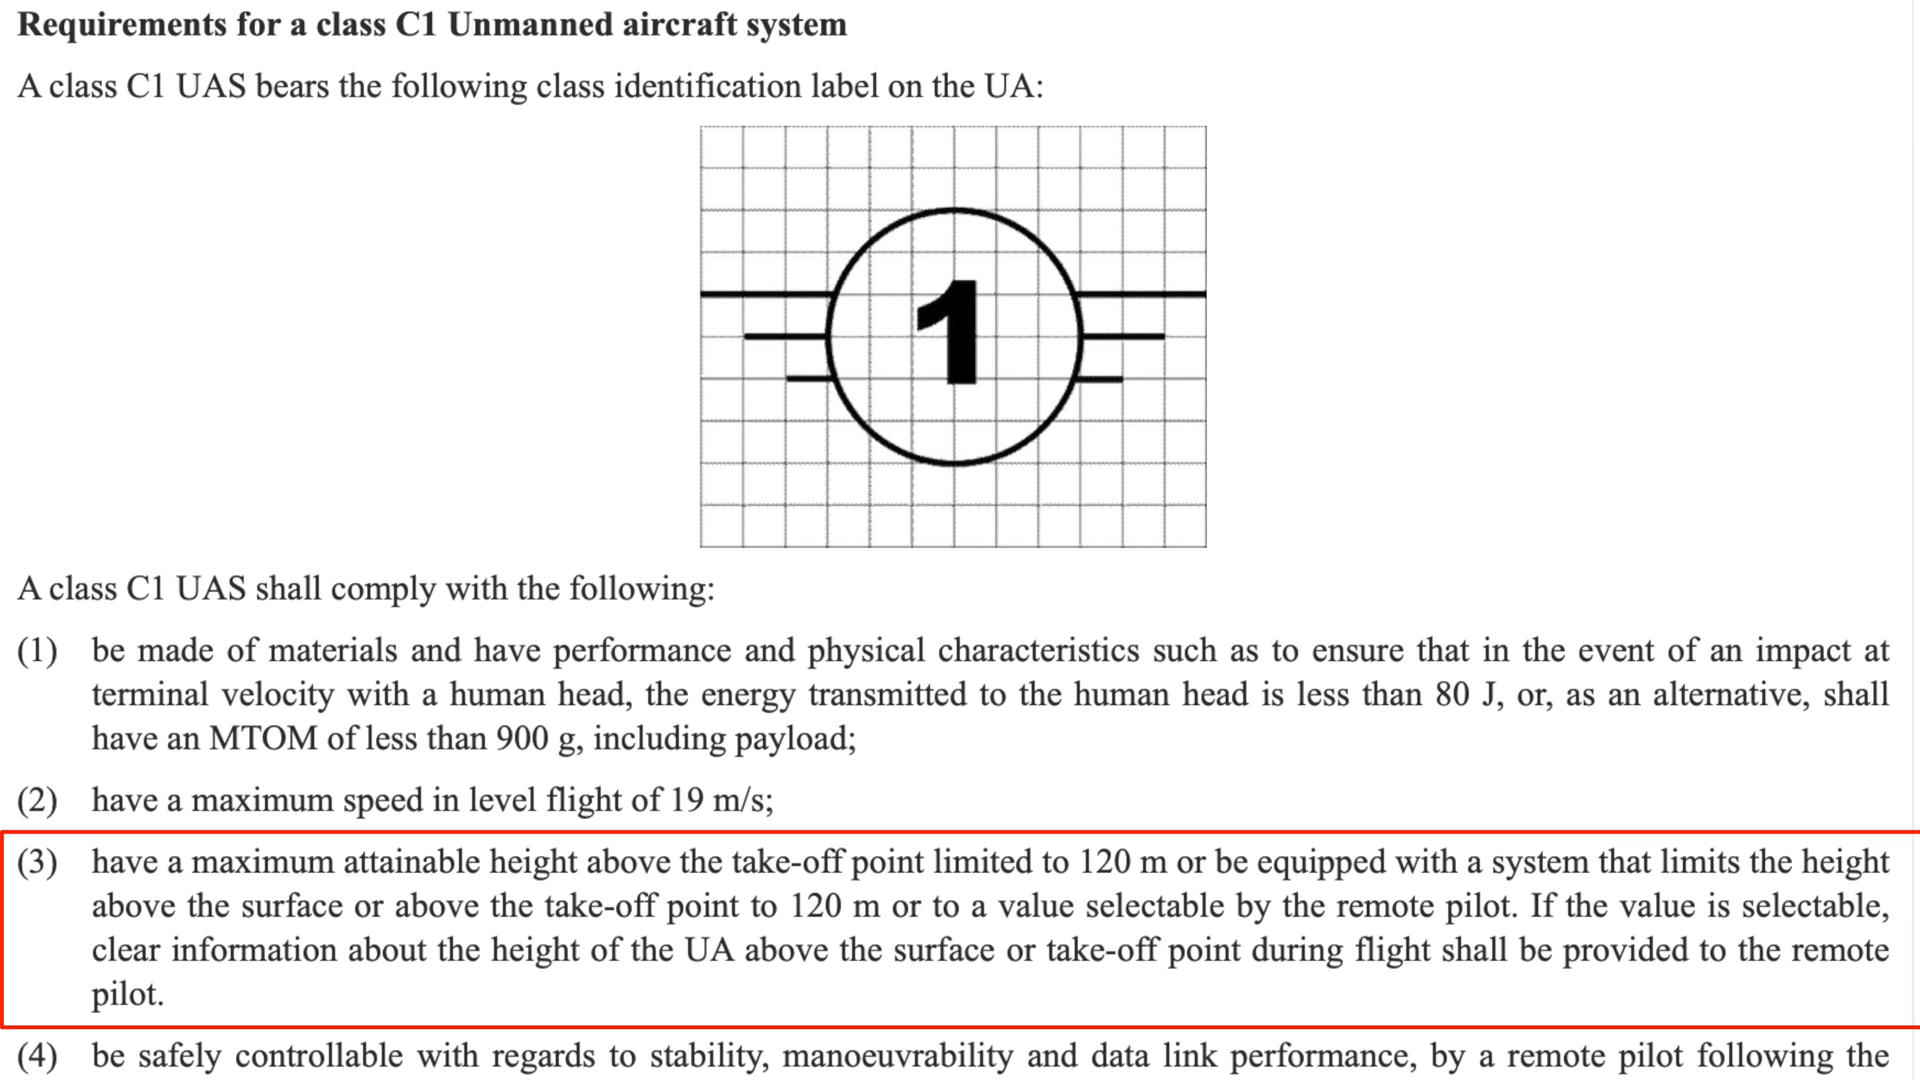 Requirements for a class C1 Unmanned aircraft system
A class C1 UAS bears the following class identification label on the UA:
1
A class C1 UAS shall comply with the following:
(1) be made of materials and have performance and physical characteristics such as to ensure that in the event of an impact at
terminal velocity with a human head, the energy transmitted to the human head is less than 80 J, or, as an alternative, shall
have an MTOM of less than 900 g, including payload;
(2) have a maximum speed in level flight of 19 m/s;
(3) have a maximum attainable height above the take-off point limited to 120 m or be equipped with a system that limits the height
above the surface or above the take-off point to 120 m or to a value selectable by the remote pilot. If the value is selectable,
clear information about the height of the UA above the surface or take-off point during flight shall be provided to the remote
pilot.
(4) be safely controllable with regards to stability, manoeuvrability and data link performance, by a remote pilot following the